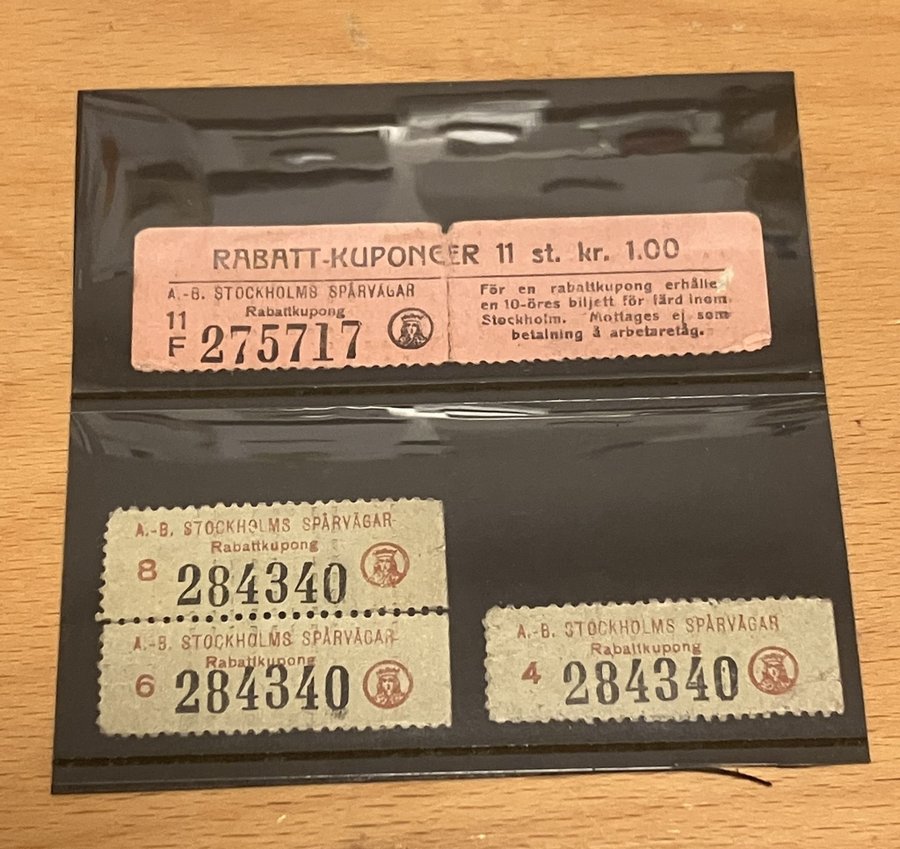 RABATT-KUPONGER 11 st. kr. 1.00
A.-B. STOCKHOLMS SPÅRVÄGAR
Rabattkupong
11
F 275717
För en rabattkupong erhålle
en 10-öres biljett för färd inom
Stockholm. Mottages ej som
betalning å arbetaretåg.
A.-B. STOCKHOLMS SPÅRVÄGAR
Rabattkupong
8 284340
A.-B. STOCKHOLMS SPÅRVÄGAR
Rabattkupong
6 284340
A.-B. STOCKHOLMS SPÅRVÄGAR
Rabattkupong
4 284340